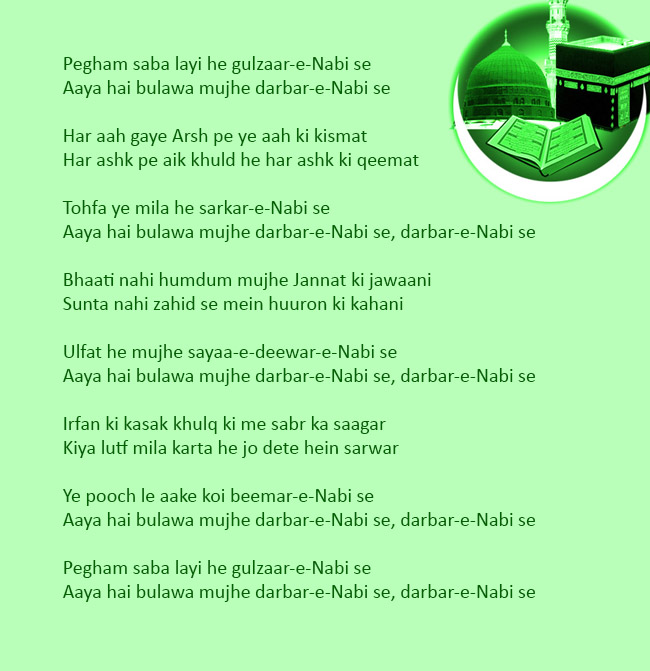 Pegham saba layi he gulzaar-e-Nabi se
Aaya hai bulawa mujhe darbar-e-Nabi se
Har aah gaye Arsh pe ye aah ki kismat
Har ashk pe aik khuld he har ashk ki qeemat
Tohfa ye mila he sarkar-e-Nabi se
Aaya hai bulawa mujhe darbar-e-Nabi se, darbar-e-Nabi se
Bhaati nahi humdum mujhe Jannat ki jawaani
Sunta nahi zahid se mein huuron ki kahani
Ulfat he mujhe sayaa-e-deewar-e-Nabi se
Aaya hai bulawa mujhe darbar-e-Nabi se, darbar-e-Nabi se
Irfan ki kasak khulq ki me sabr ka saagar
Kiya lutf mila karta he jo dete hein sarwar
Ye pooch le aake koi beemar-e-Nabi se
Aaya hai bulawa mujhe darbar-e-Nabi se, darbar-e-Nabi se
Pegham saba layi he gulzaar-e-Nabi se
Aaya hai bulawa mujhe darbar-e-Nabi se, darbar-e-Nabi se